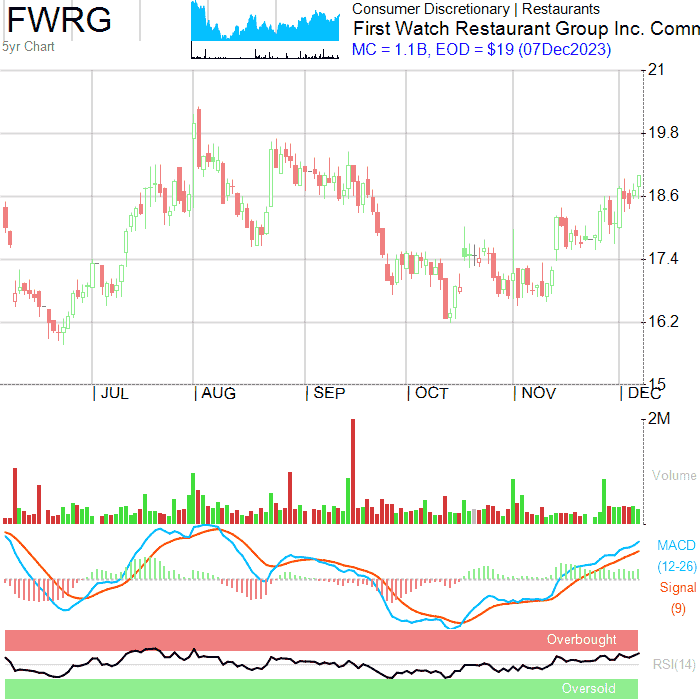 FWRG
5yr Chart
Consumer Discretionary | Restaurants
First Watch Restaurant Group Inc. Comn
MC = 1.1B, EOD = $19 (07Dec2023)
21
19.8
18.6
17.4
16.2
15
JUL AUG SEP OCT NOV DEC
2M
Volume
MACD
(12-26)
Signal
(9)
Overbought
RSI(14)
Oversold